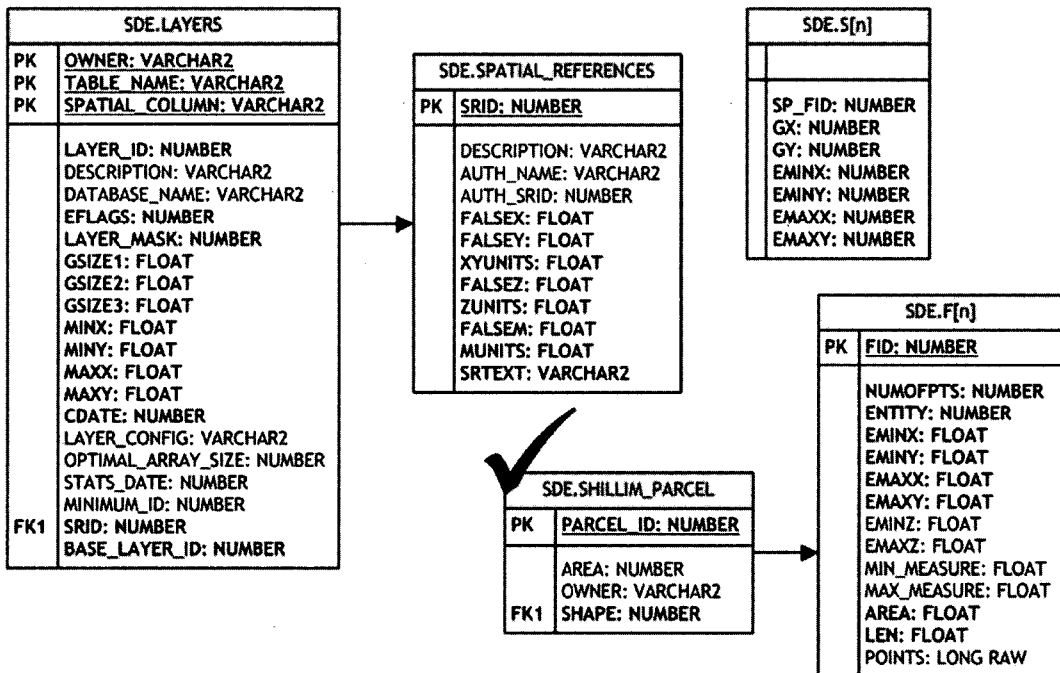 SDE.LAYERS
PK OWNER: VARCHAR2
PK TABLE_NAME: VARCHAR2
PK SPATIAL_COLUMN: VARCHAR2
LAYER_ID: NUMBER
DESCRIPTION: VARCHAR2
DATABASE_NAME: VARCHAR2
EFLAGS: NUMBER
LAYER_MASK: NUMBER
GSIZE1: FLOAT
GSIZE2: FLOAT
GSIZE3: FLOAT
MINX: FLOAT
MINY: FLOAT
MAXX: FLOAT
MAXY: FLOAT
CDATE: NUMBER
LAYER_CONFIG: VARCHAR2
OPTIMAL_ARRAY_SIZE: NUMBER
STATS_DATE: NUMBER
MINIMUM_ID: NUMBER
FK1 SRID: NUMBER
BASE_LAYER_ID: NUMBER
SDE.SPATIAL_REFERENCES
PK SRID: NUMBER
DESCRIPTION: VARCHAR2
AUTH_NAME: VARCHAR2
AUTH_SRID: NUMBER
FALSEX: FLOAT
FALSEY: FLOAT
XYUNITS: FLOAT
FALSEZ: FLOAT
ZUNITS: FLOAT
FALSEM: FLOAT
MUNITS: FLOAT
SRTEXT: VARCHAR2
SDE.S[n]
SP_FID: NUMBER
GX: NUMBER
GY: NUMBER
EMINX: NUMBER
EMINY: NUMBER
EMAXX: NUMBER
EMAXY: NUMBER
SDE.SHILLIM_PARCEL
PK PARCEL_ID: NUMBER
AREA: NUMBER
OWNER: VARCHAR2
FK1 SHAPE: NUMBER
SDE.F[n]
PK FID: NUMBER
NUMOFPTS: NUMBER
ENTITY: NUMBER
EMINX: FLOAT
EMINY: FLOAT
EMAXX: FLOAT
EMAXY: FLOAT
EMINZ: FLOAT
EMAXZ: FLOAT
MIN_MEASURE: FLOAT
MAX_MEASURE: FLOAT
AREA: FLOAT
LEN: FLOAT
POINTS: LONG RAW